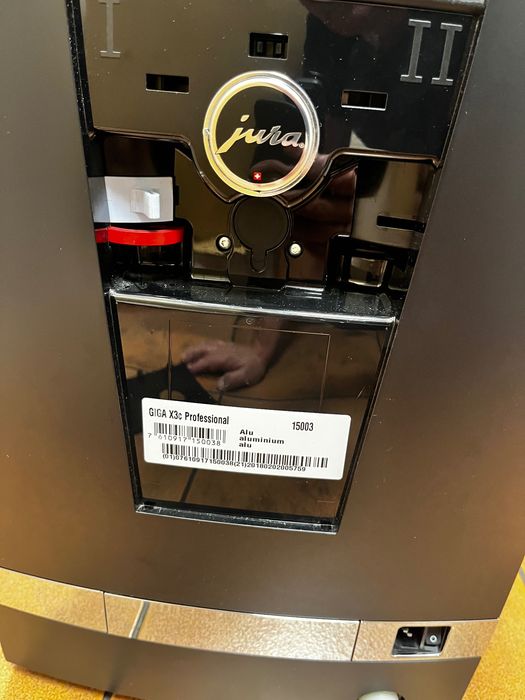 I
II
jura
GIGA X3c Professional
15003
7 610917 150038
Alu
aluminium
alu
(01)07610917150038(21)20180202005759